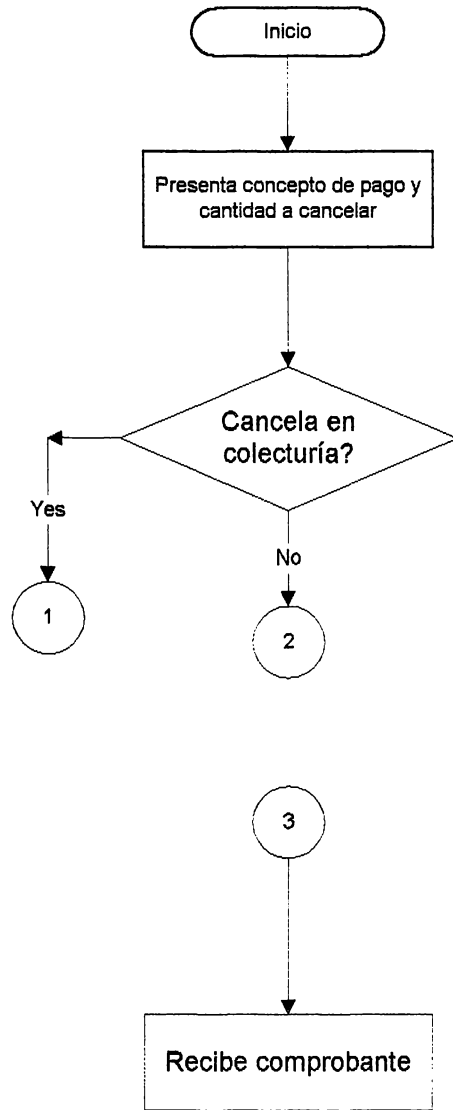 Inicio
Presenta concepto de pago y
cantidad a cancelar
Cancela en
colecturía?
Yes
No
1
2
3
Recibe comprobante